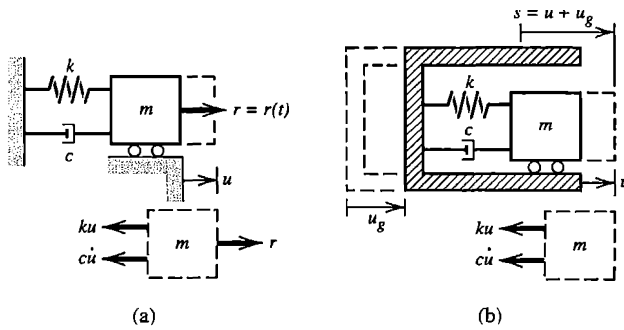 k
m
r = r(t)
c
u
ku
cu̇
m
r
(a)
s = u + u_g
k
m
c
u_g
ku
cu̇
m
(b)